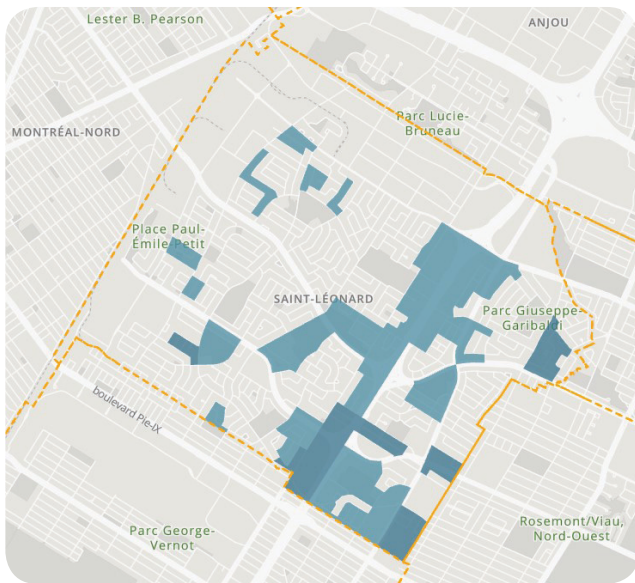 Lester B. Pearson
ANJOU
Parc Lucie-
Bruneau
MONTRÉAL-NORD
Place Paul-
Émile-Petit
SAINT-LÉONARD
Parc Giuseppe-
Garibaldi
boulevard Pie-IX
Parc George-
Vernot
Rosemont/Viau,
Nord-Ouest